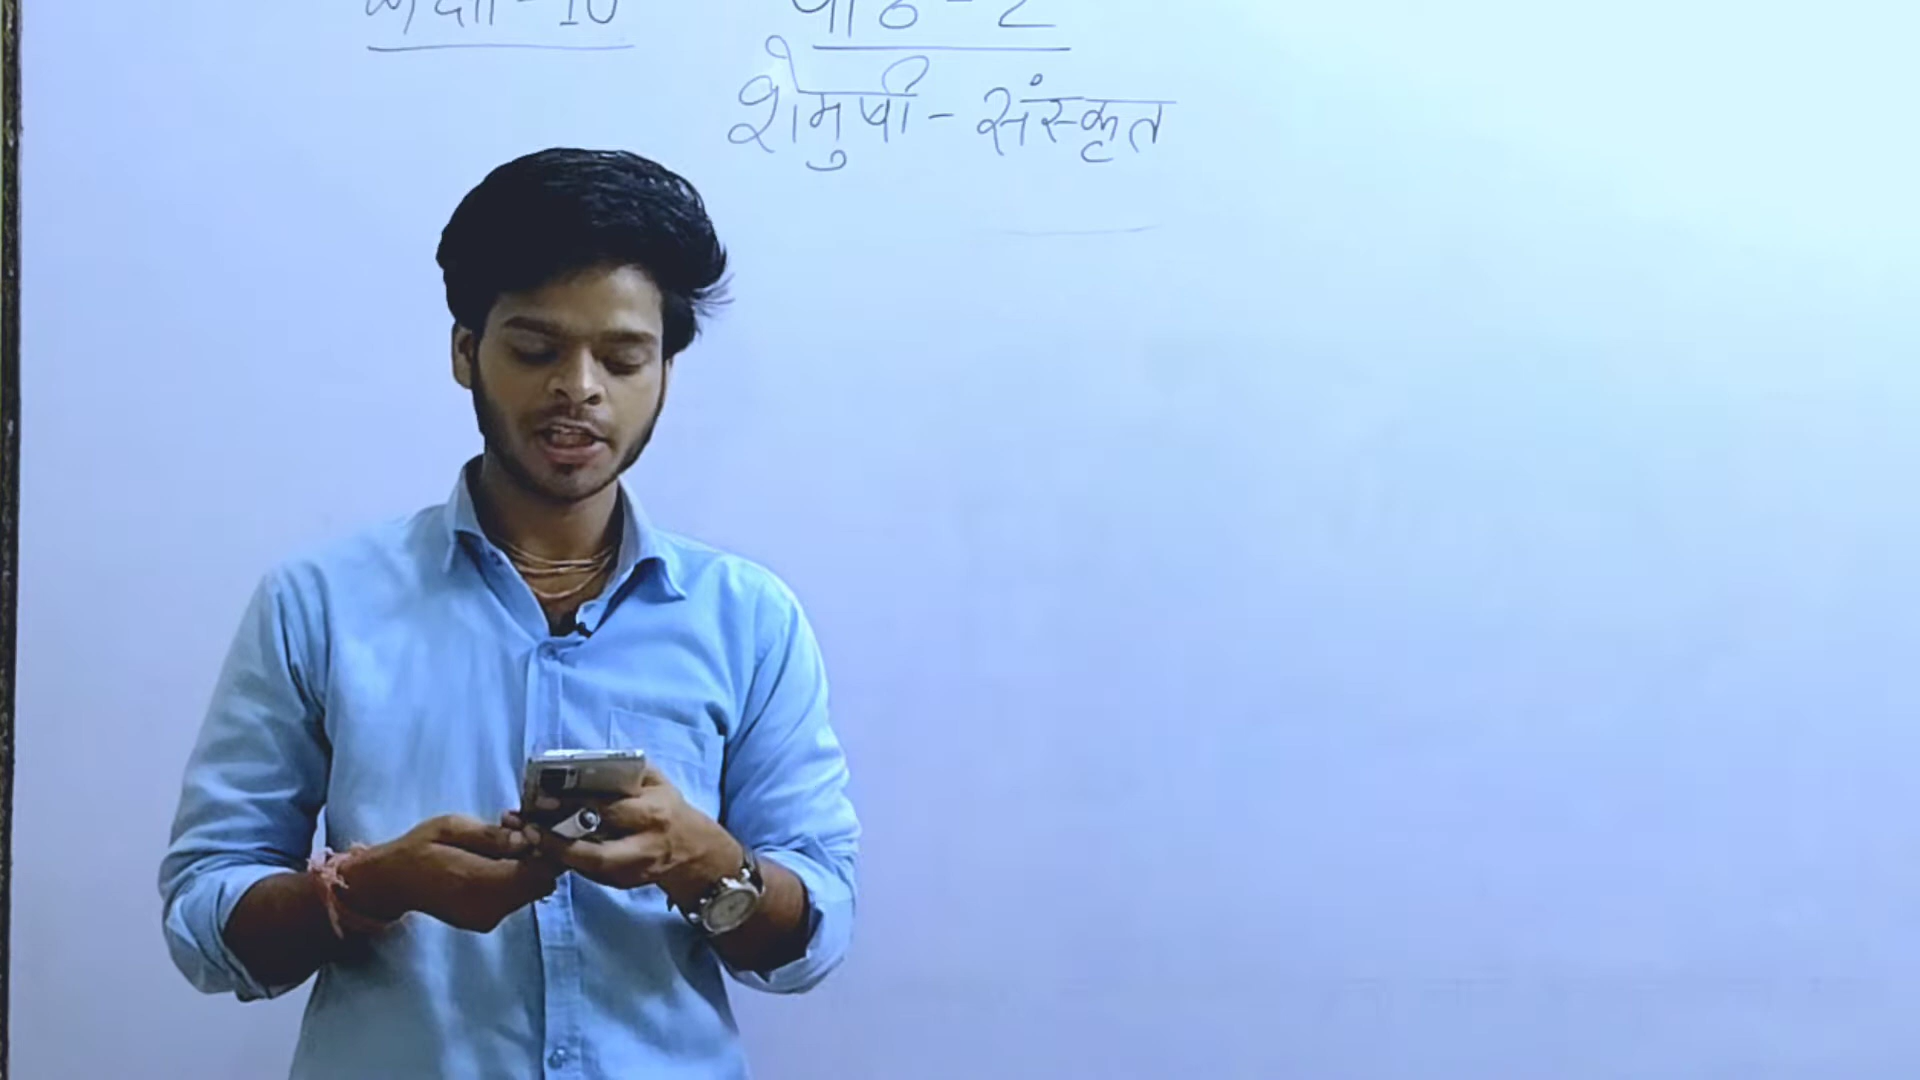 कक्षा - 10 पाठ - 2
शेमुषी - संस्कृत